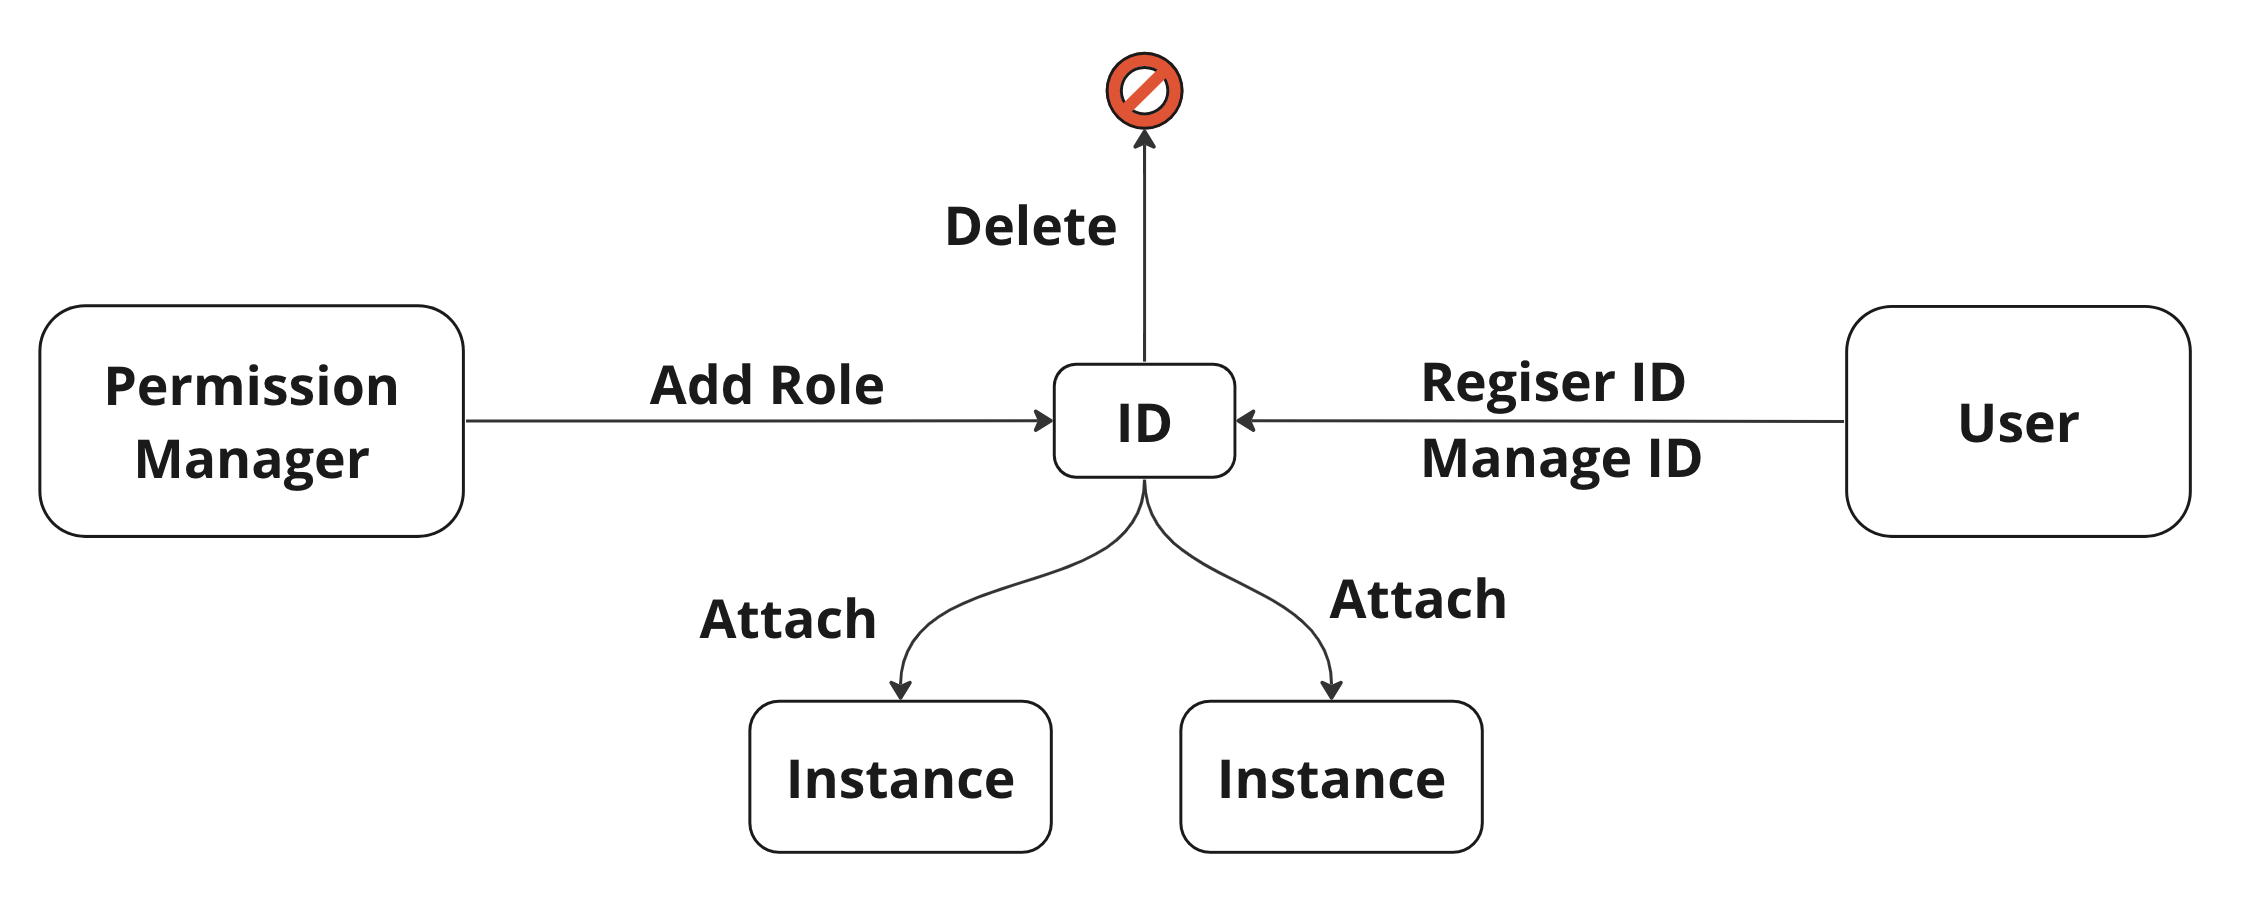 Delete
Permission
Manager
Add Role
ID
Regiser ID
Manage ID
User
Attach
Attach
Instance
Instance